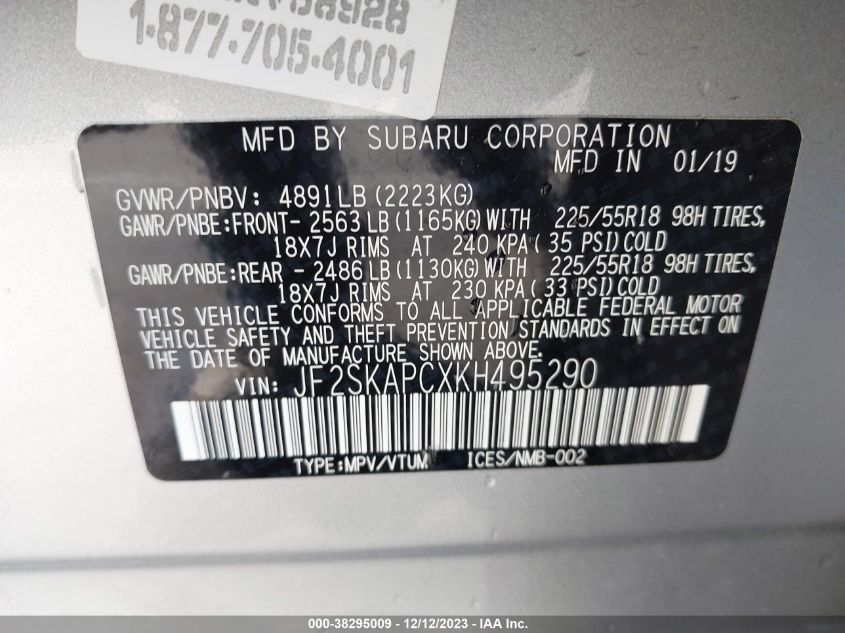 1-877-705-4001
MFD BY SUBARU CORPORATION
MFD IN 01/19
GVWR/PNBV: 4891LB (2223KG)
GAWR/PNBE:FRONT- 2563 LB (1165KG) WITH 225/55R18 98H TIRES,
18X7J RIMS AT 240 KPA( 35 PSI) COLD
GAWR/PNBE:REAR - 2486 LB (1130KG) WITH 225/55R18 98H TIRES,
18X7J RIMS AT 230 KPA( 33 PSI) COLD
THIS VEHICLE CONFORMS TO ALL APPLICABLE FEDERAL MOTOR
VEHICLE SAFETY AND THEFT PREVENTION STANDARDS IN EFFECT ON
THE DATE OF MANUFACTURE SHOWN ABOVE.
VIN: JF2SKAPCXKH495290
TYPE:MPV/VTUM ICES/NMB-002
000-38295009 - 12/12/2023 - IAA Inc.